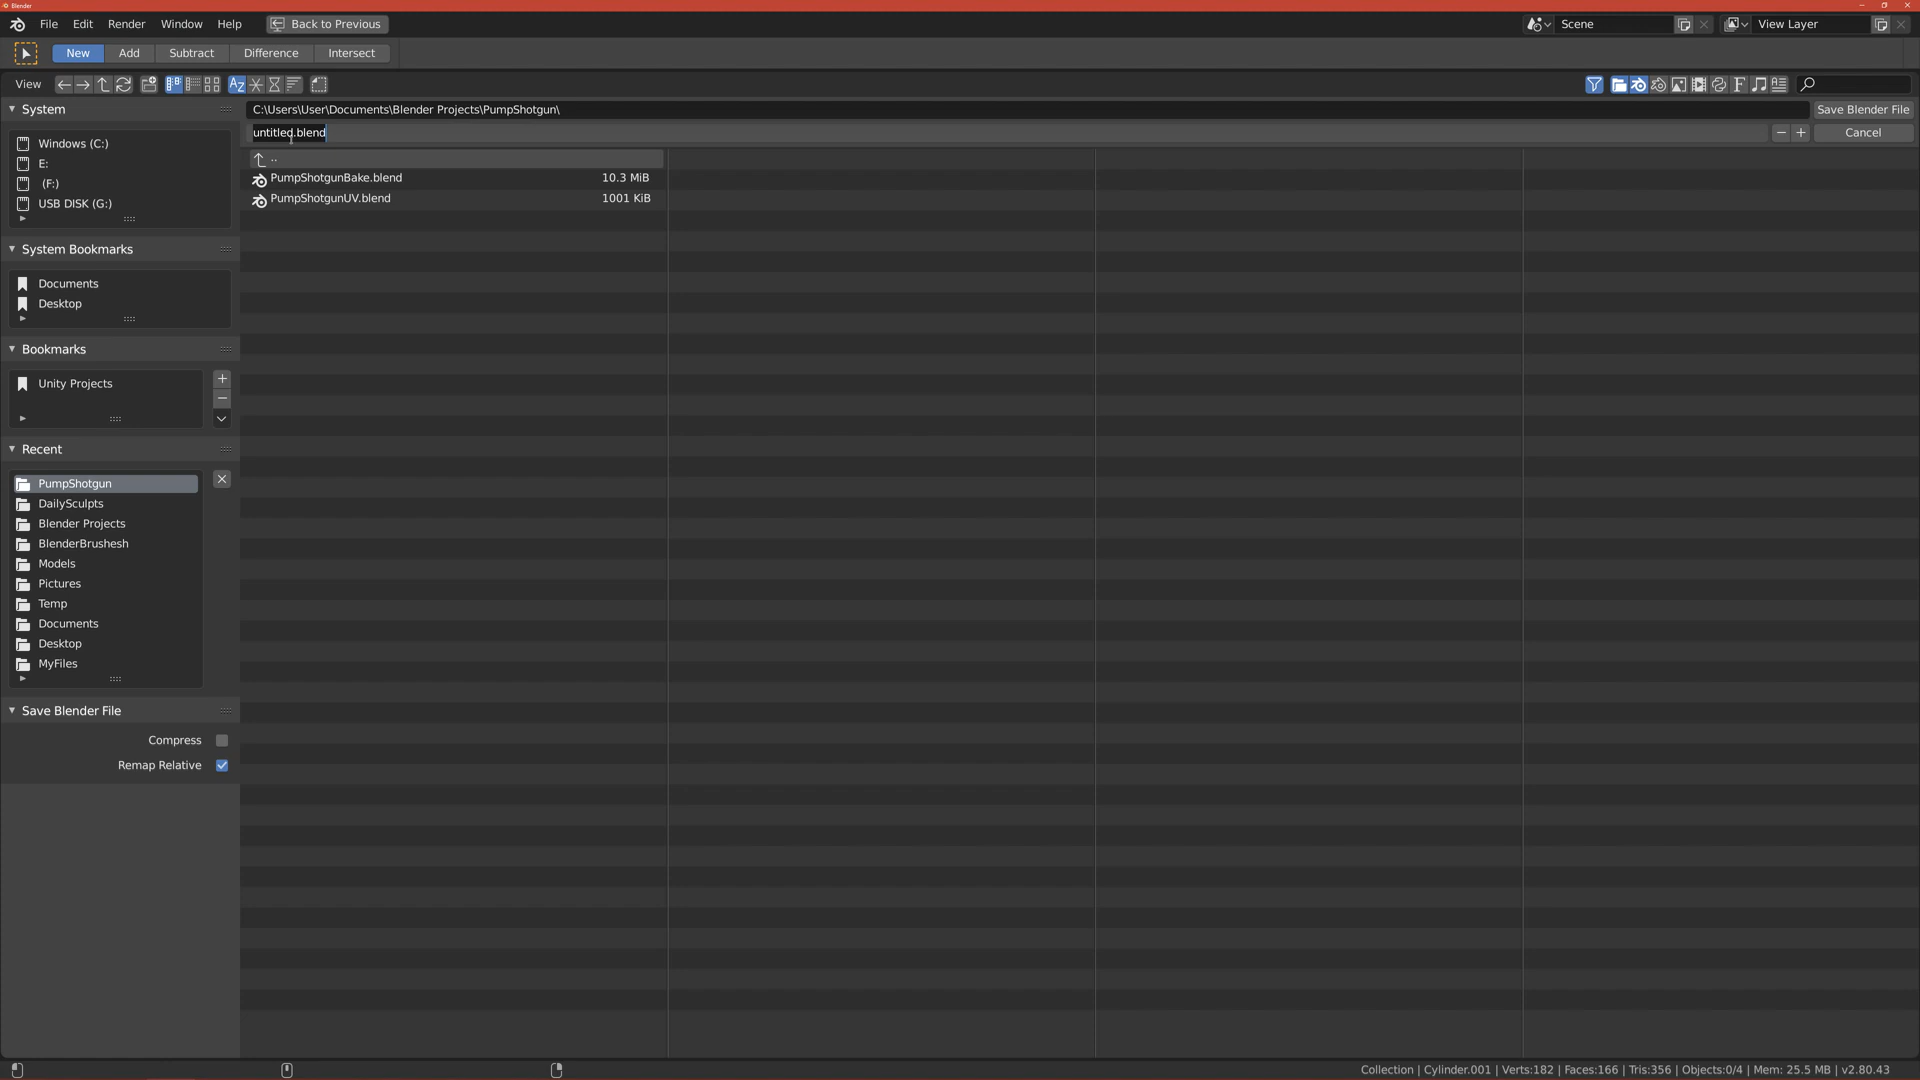 Blender
File Edit Render Window Help Back to Previous Scene View Layer
New Add Subtract Difference Intersect
View
System
C:\Users\User\Documents\Blender Projects\PumpShotgun\ Save Blender File
untitled.blend Cancel
Windows (C:)
E:
(F:)
USB DISK (G:)
..
PumpShotgunBake.blend 10.3 MiB
PumpShotgunUV.blend 1001 KiB
System Bookmarks
Documents
Desktop
Bookmarks
Unity Projects
Recent
PumpShotgun
DailySculpts
Blender Projects
BlenderBrushesh
Models
Pictures
Temp
Documents
Desktop
MyFiles
Save Blender File
Compress
Remap Relative
Collection | Cylinder.001 | Verts:182 | Faces:166 | Tris:356 | Objects:0/4 | Mem: 25.5 MB | v2.80.43